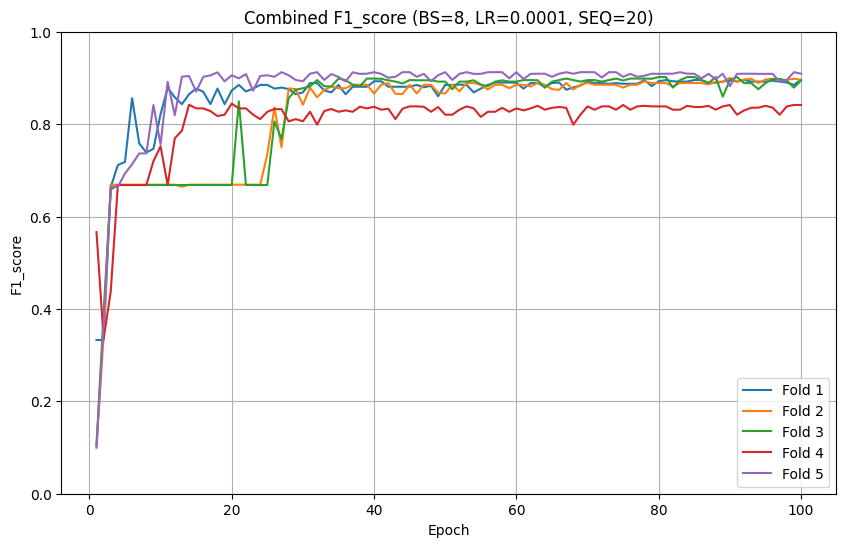 Combined F1_score (BS=8, LR=0.0001, SEQ=20)
1.0
0.8
0.6
0.4
0.2
0.0
F1_score
0 20 40 60 80 100
Epoch
Fold 1
Fold 2
Fold 3
Fold 4
Fold 5